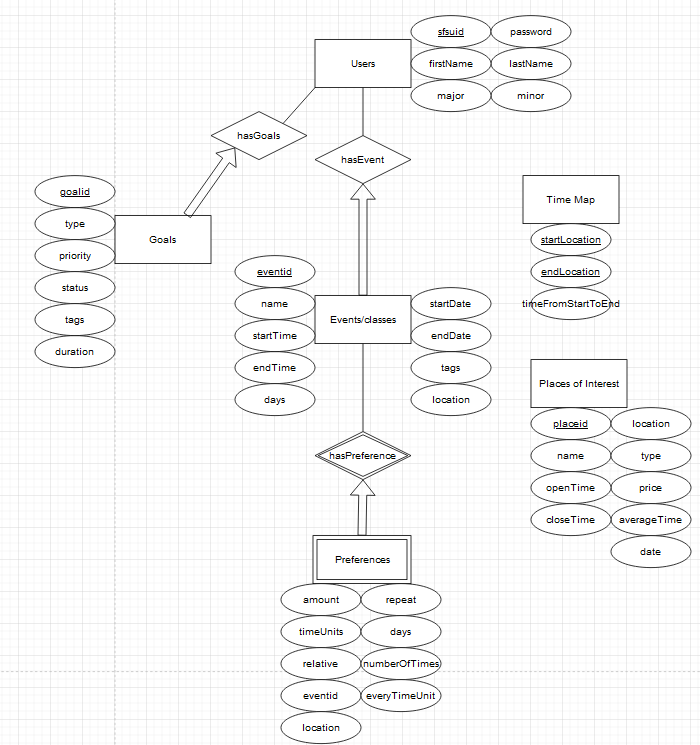 Users
sfsuid
password
firstName
lastName
major
minor
hasGoals
hasEvent
goalid
type
priority
status
tags
duration
Goals
Time Map
startLocation
endLocation
timeFromStartToEnd
eventid
name
startTime
endTime
days
Events/classes
startDate
endDate
tags
location
Places of Interest
placeid
location
name
type
openTime
price
closeTime
averageTime
date
hasPreference
Preferences
amount
repeat
timeUnits
days
relative
numberOfTimes
eventid
everyTimeUnit
location